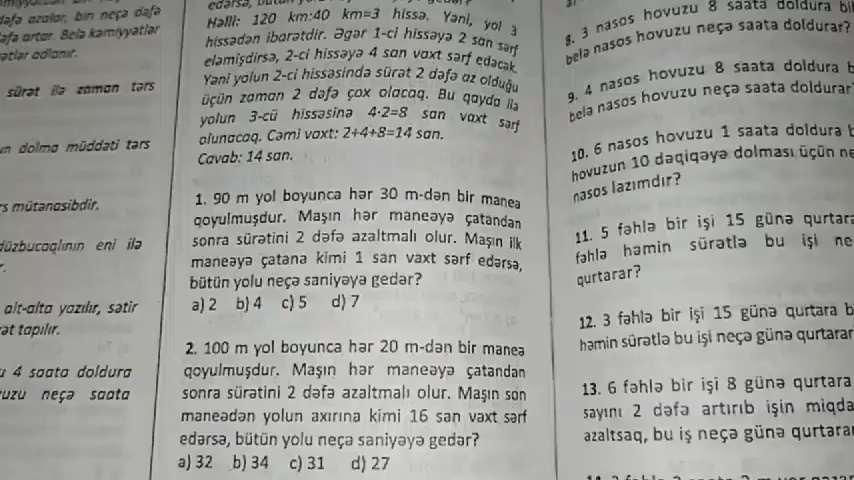 dəfə azalar, bir neçə dəfə
dəfə artar. Belə kəmiyyətlər
adlanır.
sürət ilə zaman tərs
dolma müddəti tərs
mütənasibdir.
düzbucaqlının eni ilə
alt-alta yazılır, sətir
tapılır.
4 saata doldura
neçə saata
Həlli: 120 km:40 km=3 hissə. Yəni, yol 3
hissədən ibarətdir. Əgər 1-ci hissəyə 2 san sərf
eləmişdirsə, 2-ci hissəyə 4 san vaxt sərf edəcək.
Yəni yolun 2-ci hissəsində sürət 2 dəfə az olduğu
üçün zaman 2 dəfə çox olacaq. Bu qayda ilə
yolun 3-cü hissəsinə 4·2=8 san vaxt sərf
olunacaq. Cəmi vaxt: 2+4+8=14 san.
Cavab: 14 san.
1. 90 m yol boyunca hər 30 m-dən bir maneə
qoyulmuşdur. Maşın hər maneəyə çatandan
sonra sürətini 2 dəfə azaltmalı olur. Maşın ilk
maneəyə çatana kimi 1 san vaxt sərf edərsə,
bütün yolu neçə saniyəyə gedər?
a) 2 b) 4 c) 5 d) 7
2. 100 m yol boyunca hər 20 m-dən bir maneə
qoyulmuşdur. Maşın hər maneəyə çatandan
sonra sürətini 2 dəfə azaltmalı olur. Maşın son
maneədən yolun axırına kimi 16 san vaxt sərf
edərsə, bütün yolu neçə saniyəyə gedər?
a) 32 b) 34 c) 31 d) 27
8. 3 nasos hovuzu 8 saata doldura
belə nasos hovuzu neçə saata doldurar?
9. 4 nasos hovuzu 8 saata doldura
belə nasos hovuzu neçə saata doldurar
10. 6 nasos hovuzu 1 saata doldura
hovuzun 10 dəqiqəyə dolması üçün
nasos lazımdır?
11. 5 fəhlə bir işi 15 günə
fəhlə həmin sürətlə bu işi
qurtarar?
12. 3 fəhlə bir işi 15 günə qurtara
həmin sürətlə bu işi neçə günə qurtarar
13. 6 fəhlə bir işi 8 günə qurtara
sayını 2 dəfə artırıb işin
azaltsaq, bu iş neçə günə